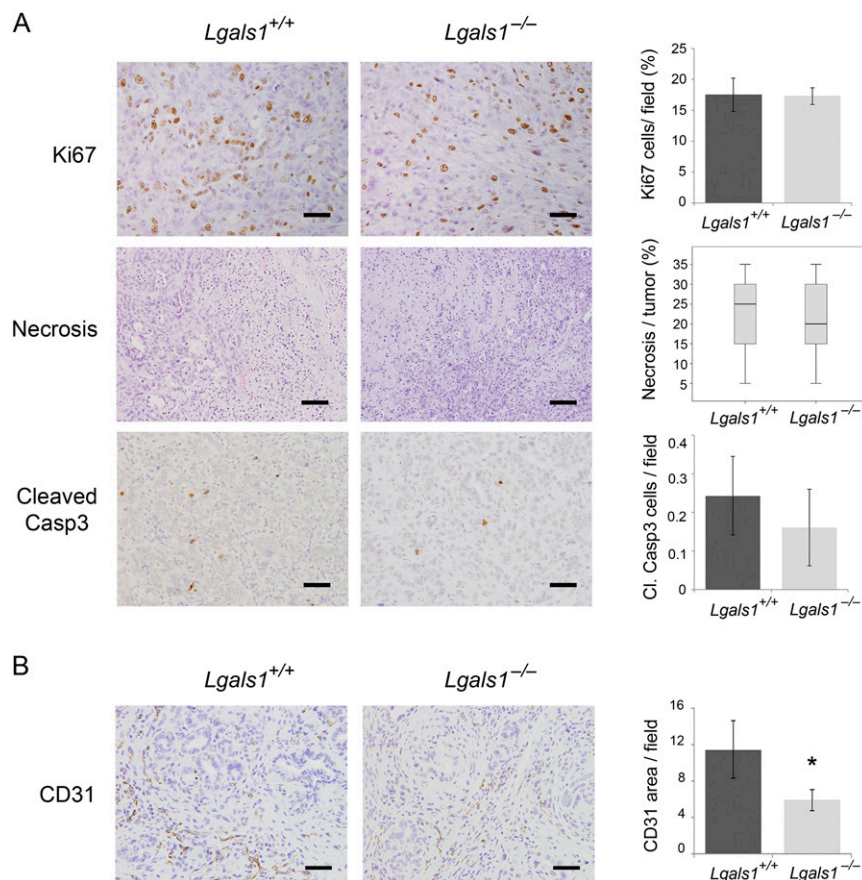 A
Lgals1+/+
Lgals1−/−
Ki67
Ki67 cells/ field (%)
25
20
15
10
5
0
Lgals1+/+
Lgals1−/−
Necrosis
Necrosis / tumor (%)
35
30
25
20
15
10
5
Lgals1+/+
Lgals1−/−
Cleaved
Casp3
Cl. Casp3 cells / field
0.4
0.3
0.2
0.1
0
Lgals1+/+
Lgals1−/−
B
Lgals1+/+
Lgals1−/−
CD31
CD31 area / field
16
12
8
4
0
*
Lgals1+/+
Lgals1−/−